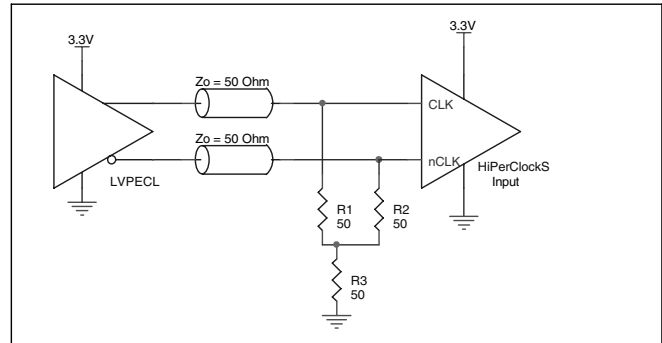 3.3V
3.3V
Zo = 50 Ohm
CLK
Zo = 50 Ohm
nCLK
LVPECL
HiPerClockS
Input
R1
50
R2
50
R3
50